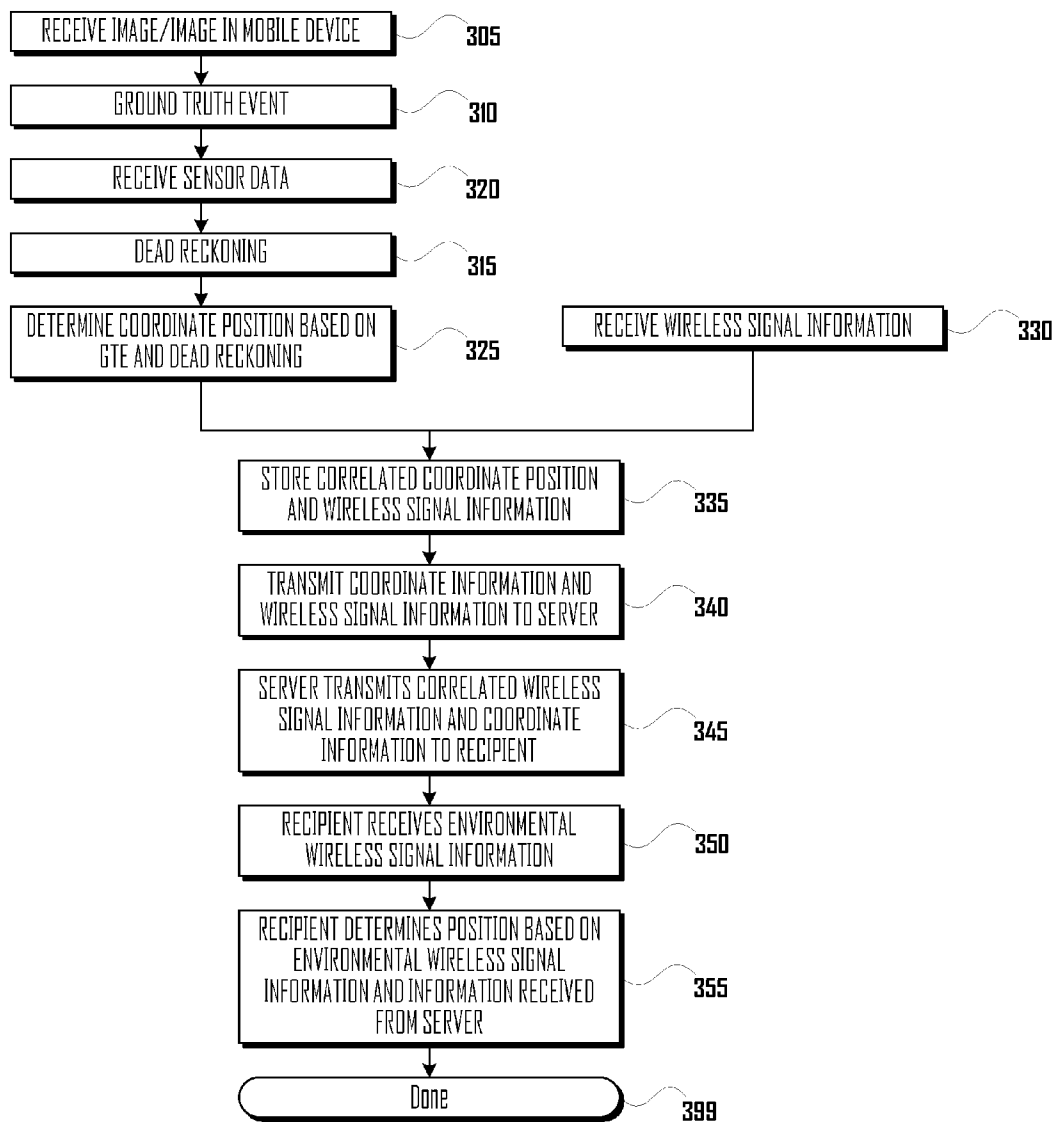 RECEIVE IMAGE/IMAGE IN MOBILE DEVICE
305
GROUND TRUTH EVENT
310
RECEIVE SENSOR DATA
320
DEAD RECKONING
315
DETERMINE COORDINATE POSITION BASED ON
GTE AND DEAD RECKONING
325
RECEIVE WIRELESS SIGNAL INFORMATION
330
STORE CORRELATED COORDINATE POSITION
AND WIRELESS SIGNAL INFORMATION
335
TRANSMIT COORDINATE INFORMATION AND
WIRELESS SIGNAL INFORMATION TO SERVER
340
SERVER TRANSMITS CORRELATED WIRELESS
SIGNAL INFORMATION AND COORDINATE
INFORMATION TO RECIPIENT
345
RECIPIENT RECEIVES ENVIRONMENTAL
WIRELESS SIGNAL INFORMATION
350
RECIPIENT DETERMINES POSITION BASED ON
ENVIRONMENTAL WIRELESS SIGNAL
INFORMATION AND INFORMATION RECEIVED
FROM SERVER
355
Done
399